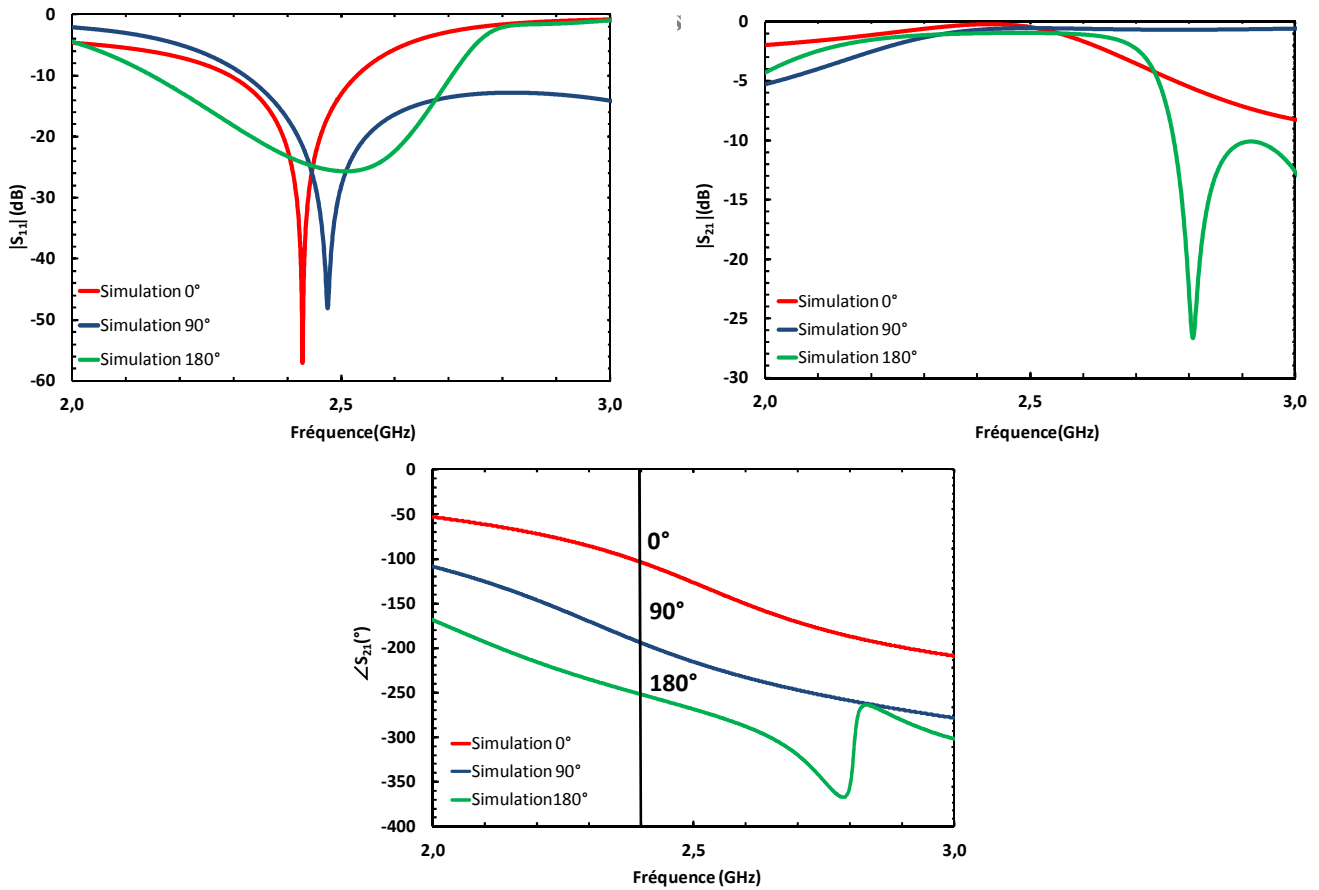 0
-10
-20
-30
-40
-50
-60
|S11| (dB)
Simulation 0°
Simulation 90°
Simulation 180°
2,0
2,5
3,0
Fréquence(GHz)
0
-5
-10
-15
-20
-25
-30
|S21| (dB)
Simulation 0°
Simulation 90°
Simulation 180°
2,0
2,5
3,0
Fréquence(GHz)
0
-50
-100
-150
-200
-250
-300
-350
-400
∠S21(°)
0°
90°
180°
Simulation 0°
Simulation 90°
Simulation180°
2,0
2,5
3,0
Fréquence (GHz)